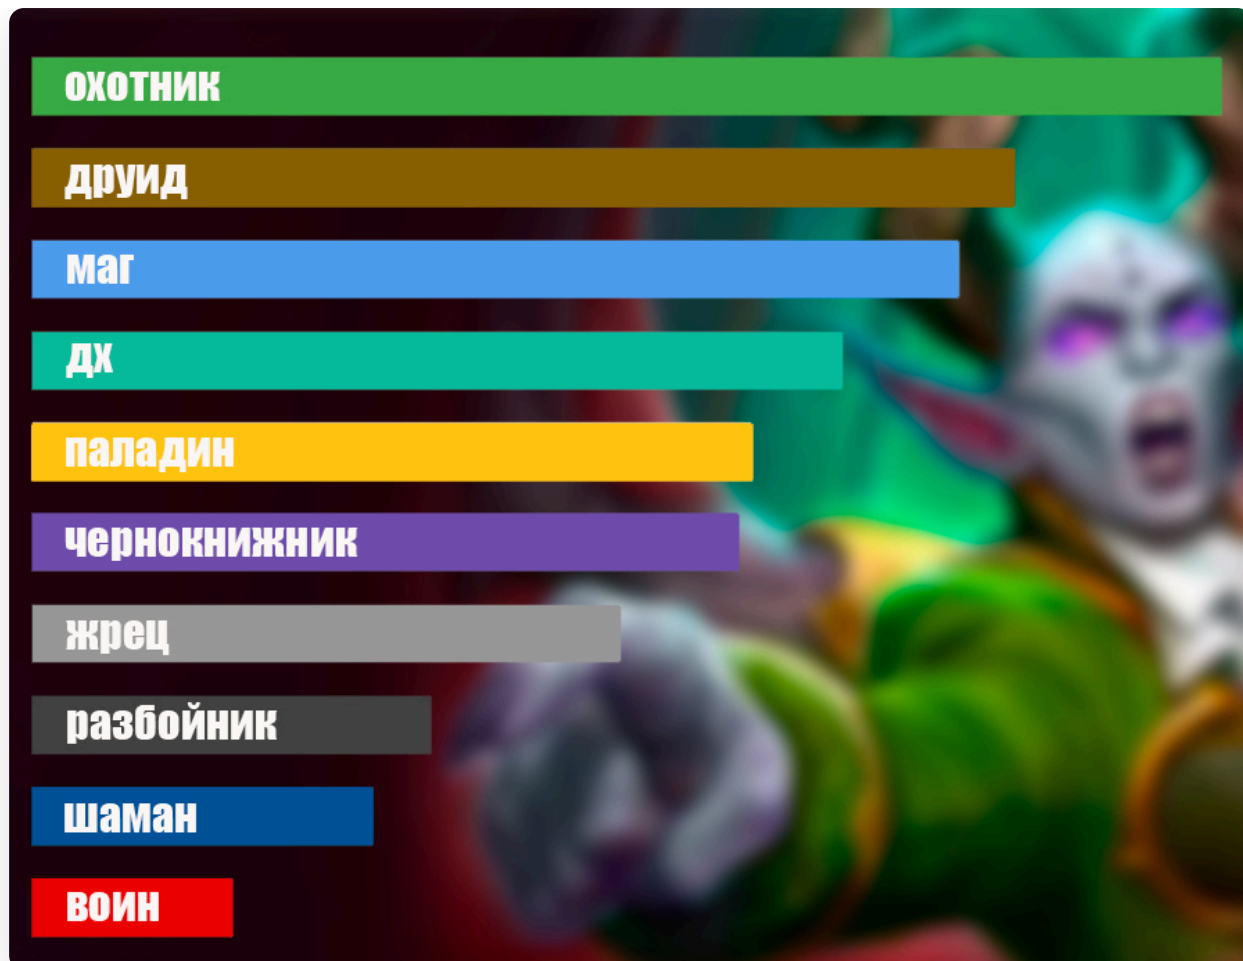 охотник
друид
маг
дх
паладин
чернокнижник
жрец
разбойник
шаман
воин